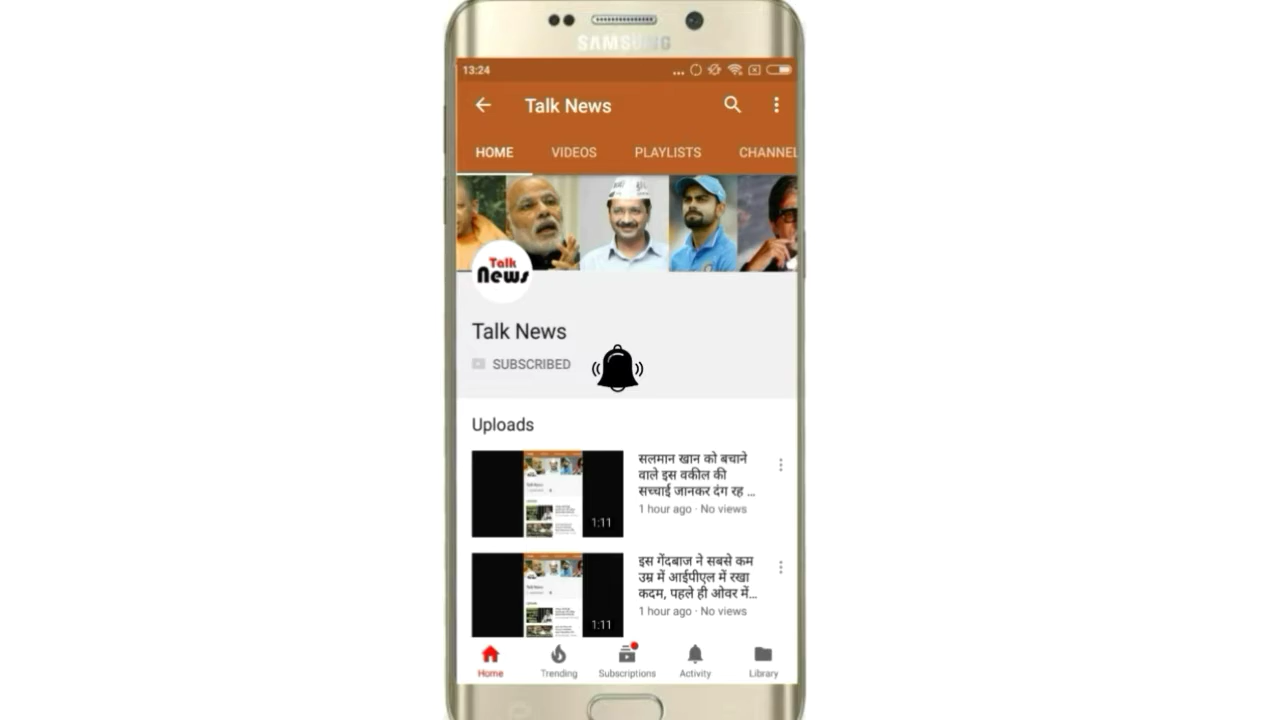 SAMSUNG
13:24
Talk News
HOME VIDEOS PLAYLISTS CHANNEL
Talk
News
Talk News
SUBSCRIBED
Uploads
सलमान खान को बचाने
वाले इस वकील की
सच्चाई जानकर दंग रह ...
1 hour ago · No views
1:11
इस गेंदबाज ने सबसे कम
उम्र में आईपीएल में रखा
कदम, पहले ही ओवर में...
1 hour ago · No views
1:11
Home Trending Subscriptions Activity Library